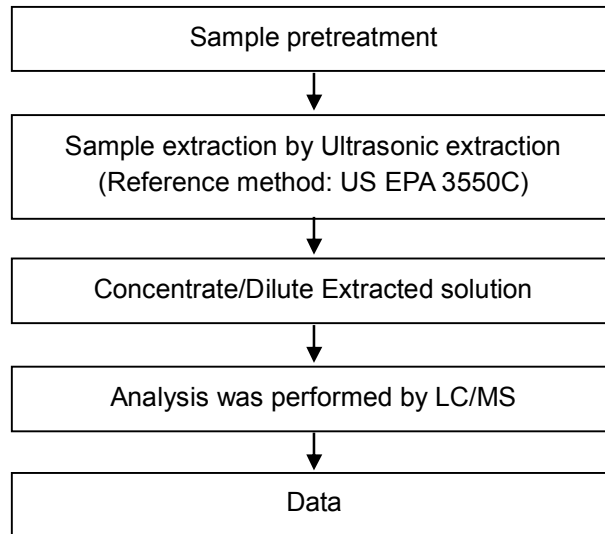 Sample pretreatment
Sample extraction by Ultrasonic extraction
(Reference method: US EPA 3550C)
Concentrate/Dilute Extracted solution
Analysis was performed by LC/MS
Data